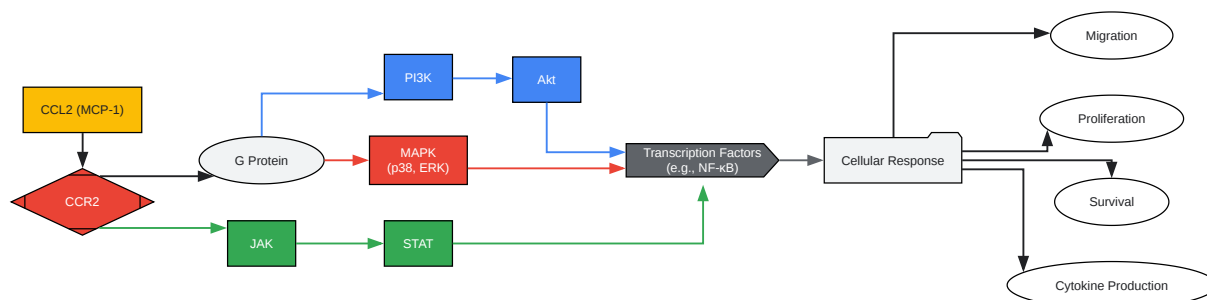 CCL2 (MCP-1)
CCR2
G Protein
PI3K
Akt
MAPK
(p38, ERK)
JAK
STAT
Transcription Factors
(e.g., NF-κB)
Cellular Response
Migration
Proliferation
Survival
Cytokine Production